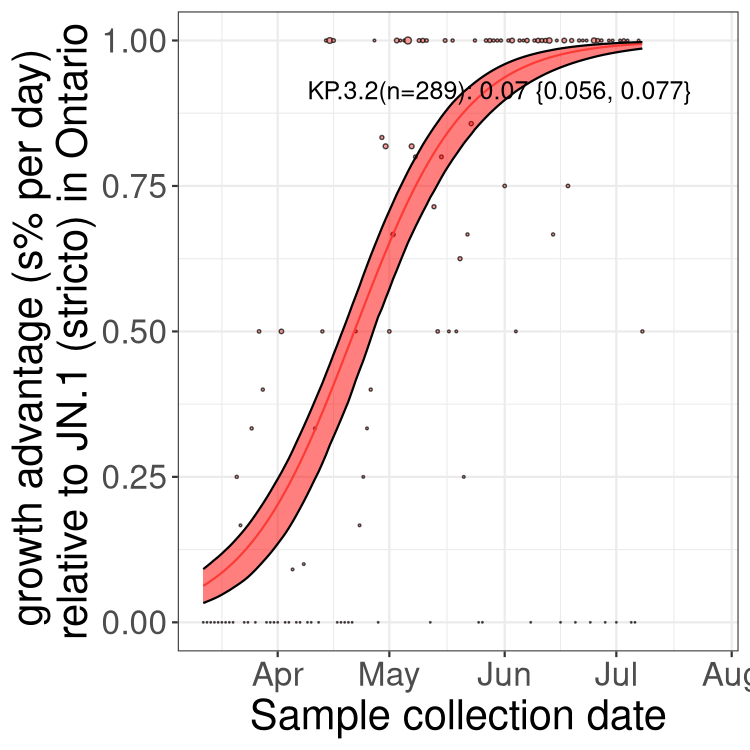 growth advantage (s% per day)
relative to JN.1 (stricto) in Ontario
1.00
0.75
0.50
0.25
0.00
KP.3.2(n=289): 0.07 {0.056, 0.077}
Apr May Jun Jul Aug
Sample collection date